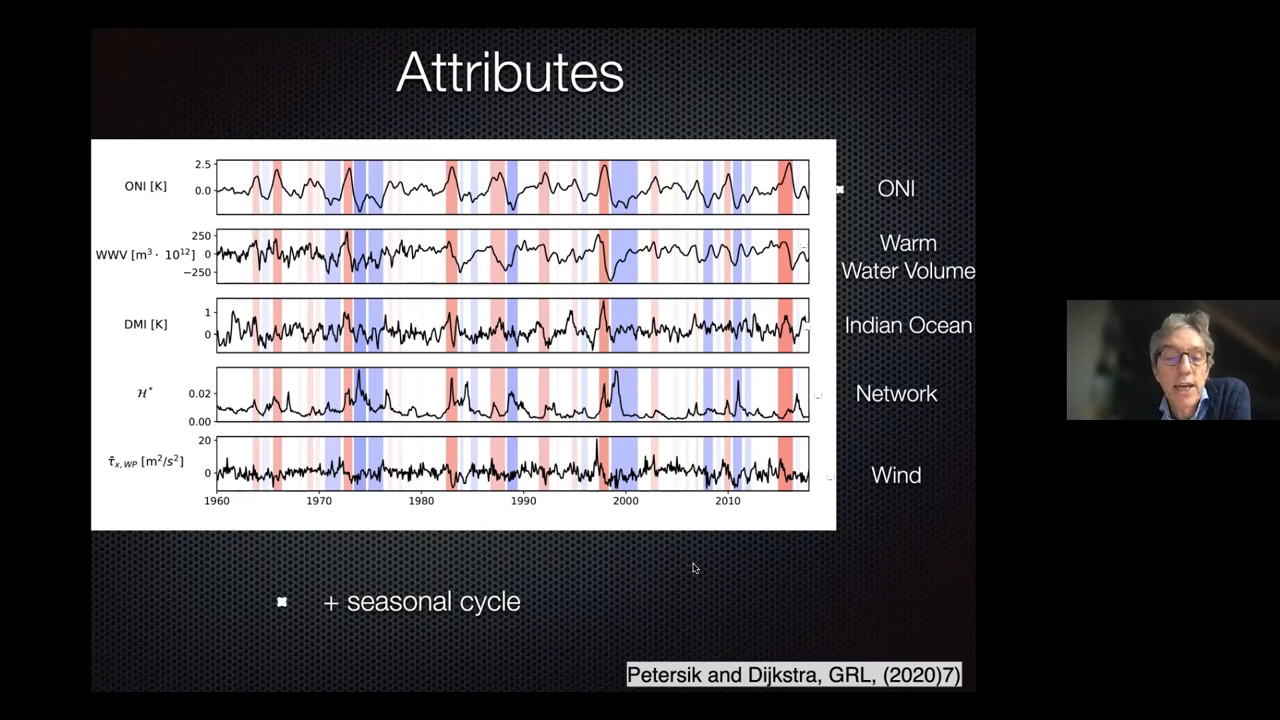 Attributes
ONI [K]
2.5
0.0
ONI
WWV [m³ · 10¹²]
250
0
−250
Warm
Water Volume
DMI [K]
1
0
Indian Ocean
ℋ*
0.02
0.00
Network
τ̄x,WP [m²/s²]
20
0
Wind
1960 1970 1980 1990 2000 2010
+ seasonal cycle
Petersik and Dijkstra, GRL, (2020)7)